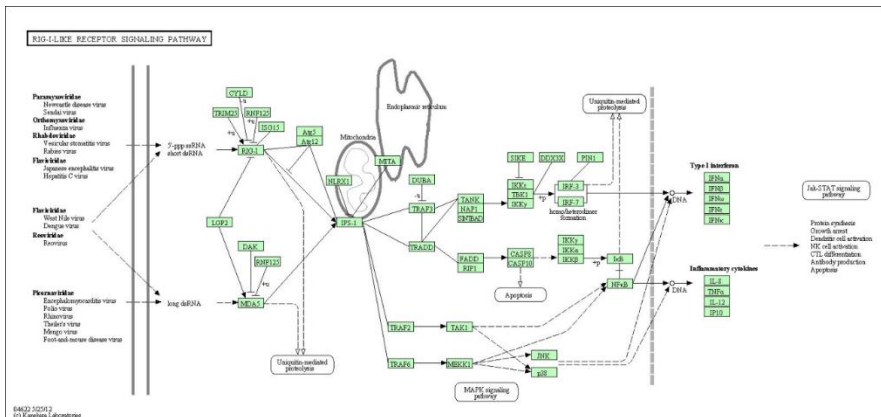 RIG-I-LIKE RECEPTOR SIGNALING PATHWAY
Paramyxoviridae
Newcastle disease virus
Sendai virus
Orthomyxoviridae
Influenza virus
Rhabdoviridae
Vesicular stomatitis virus
Rabies virus
Flaviviridae
Japanese encephalitis virus
Hepatitis C virus
Flaviviridae
West Nile virus
Dengue virus
Reoviridae
Reovirus
Picornaviridae
Encephalomyocarditis virus
Polio virus
Rhinovirus
Theiler's virus
Mengo virus
Foot-and-mouse disease virus
5'-ppp ssRNA
short dsRNA
long dsRNA
CYLD
-u
TRIM25
RNF125
+u
+u
ISG15
RIG-I
Atg5
Atg12
LGP2
DAK
RNF125
+u
MDA5
Ubiquitin-mediated
proteolysis
Mitochondria
Endoplasmic reticulum
MITA
NLRX1
IPS-1
DUBA
-u
TRAF3
TRADD
TANK
NAP1
SINTBAD
FADD
RIP1
TRAF2
TRAF6
TAK1
MEKK1
SIKE
DDX3X
PIN1
IKKε
TBK1
IKKγ
+p
IRF-3
IRF-7
homo/heterodimer
formation
CASP8
CASP10
Apoptosis
IKKγ
IKKα
IKKβ
+p
IκB
NFκB
JNK
p38
MAPK signaling
pathway
Ubiquitin-mediated
proteolysis
DNA
DNA
Type I interferon
IFNα
IFNβ
IFNω
IFNε
IFNκ
Inflammatory cytokines
IL-8
TNFα
IL-12
IP10
Jak-STAT signaling
pathway
Protein synthesis
Growth arrest
Dendritic cell activation
NK cell activation
CTL differentiation
Antibody production
Apoptosis
04622 5/25/12
(c) Kanehisa Laboratories